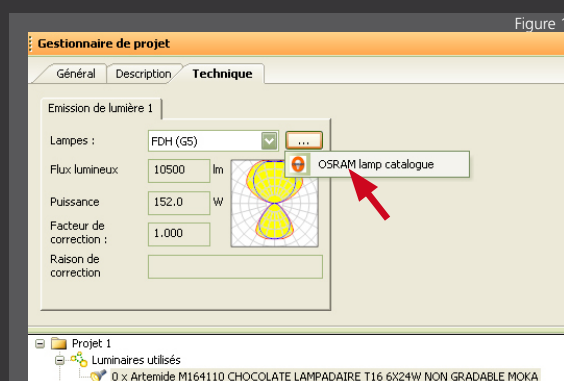 Figure 1
Gestionnaire de projet
Général Description Technique
Emission de lumière 1
Lampes : FDH (G5) ...
OSRAM lamp catalogue
Flux lumineux 10500 lm
Puissance 152.0 W
Facteur de
correction : 1.000
Raison de
correction
Projet 1
Luminaires utilisés
0 x Artemide M164110 CHOCOLATE LAMPADAIRE T16 6X24W NON GRADABLE MOKA